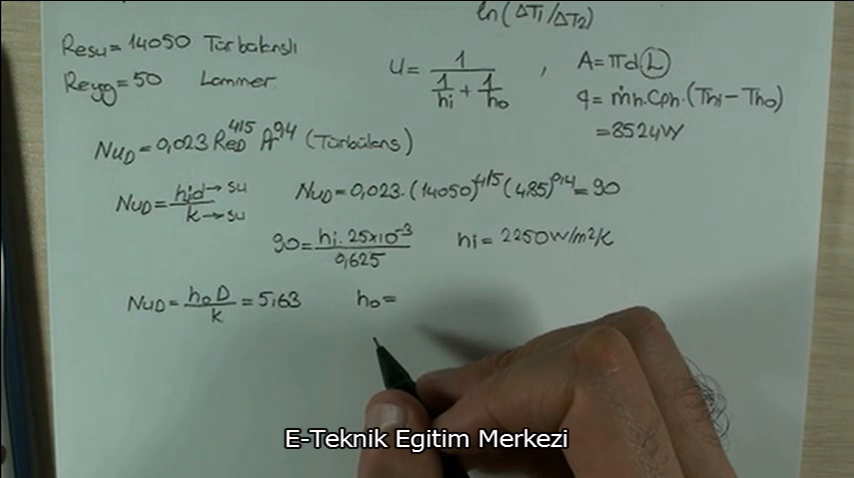 ln(ΔT1/ΔT2)
Resu=14050 Türbülanslı
Reyg=50 Laminer
U = 1 / (1/hi + 1/ho) , A=πdL
q=ṁh.Cph.(Thi-Tho)
=8524W
NuD=0,023 ReD^4/5 Pr^0,4 (Türbülans)
NuD= hid→su / k→su NuD=0,023.(14050)^4/5 (4,85)^0,4=90
90= hi.25x10^-3 / 0,625 hi= 2250W/m²K
NuD= hoD / k =5,63 ho=
E-Teknik Egitim Merkezi